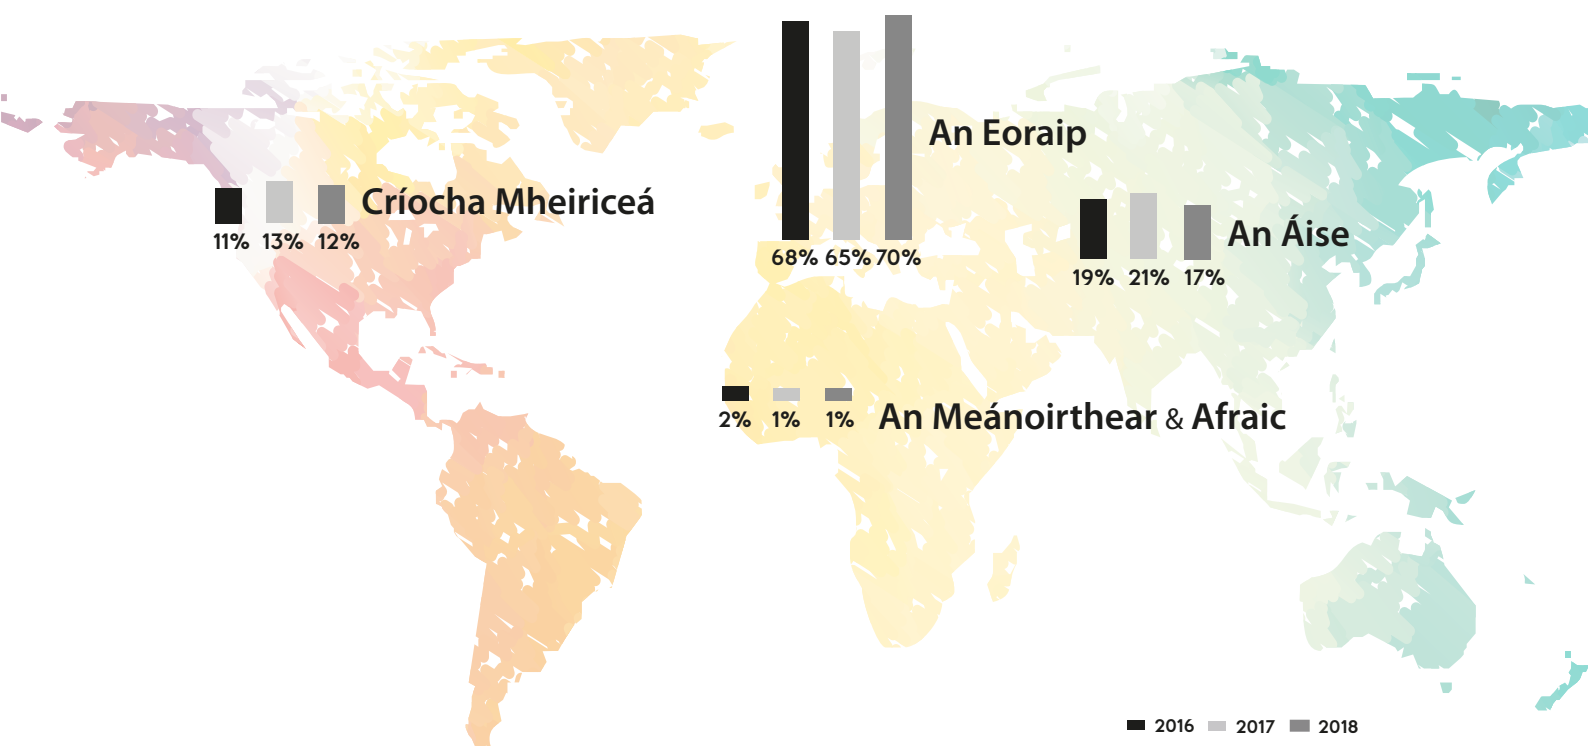 An Eoraip
Críocha Mheiriceá
11% 13% 12%
68% 65% 70%
An Áise
19% 21% 17%
An Meánoirthear & Afraic
2% 1% 1%
2016 2017 2018